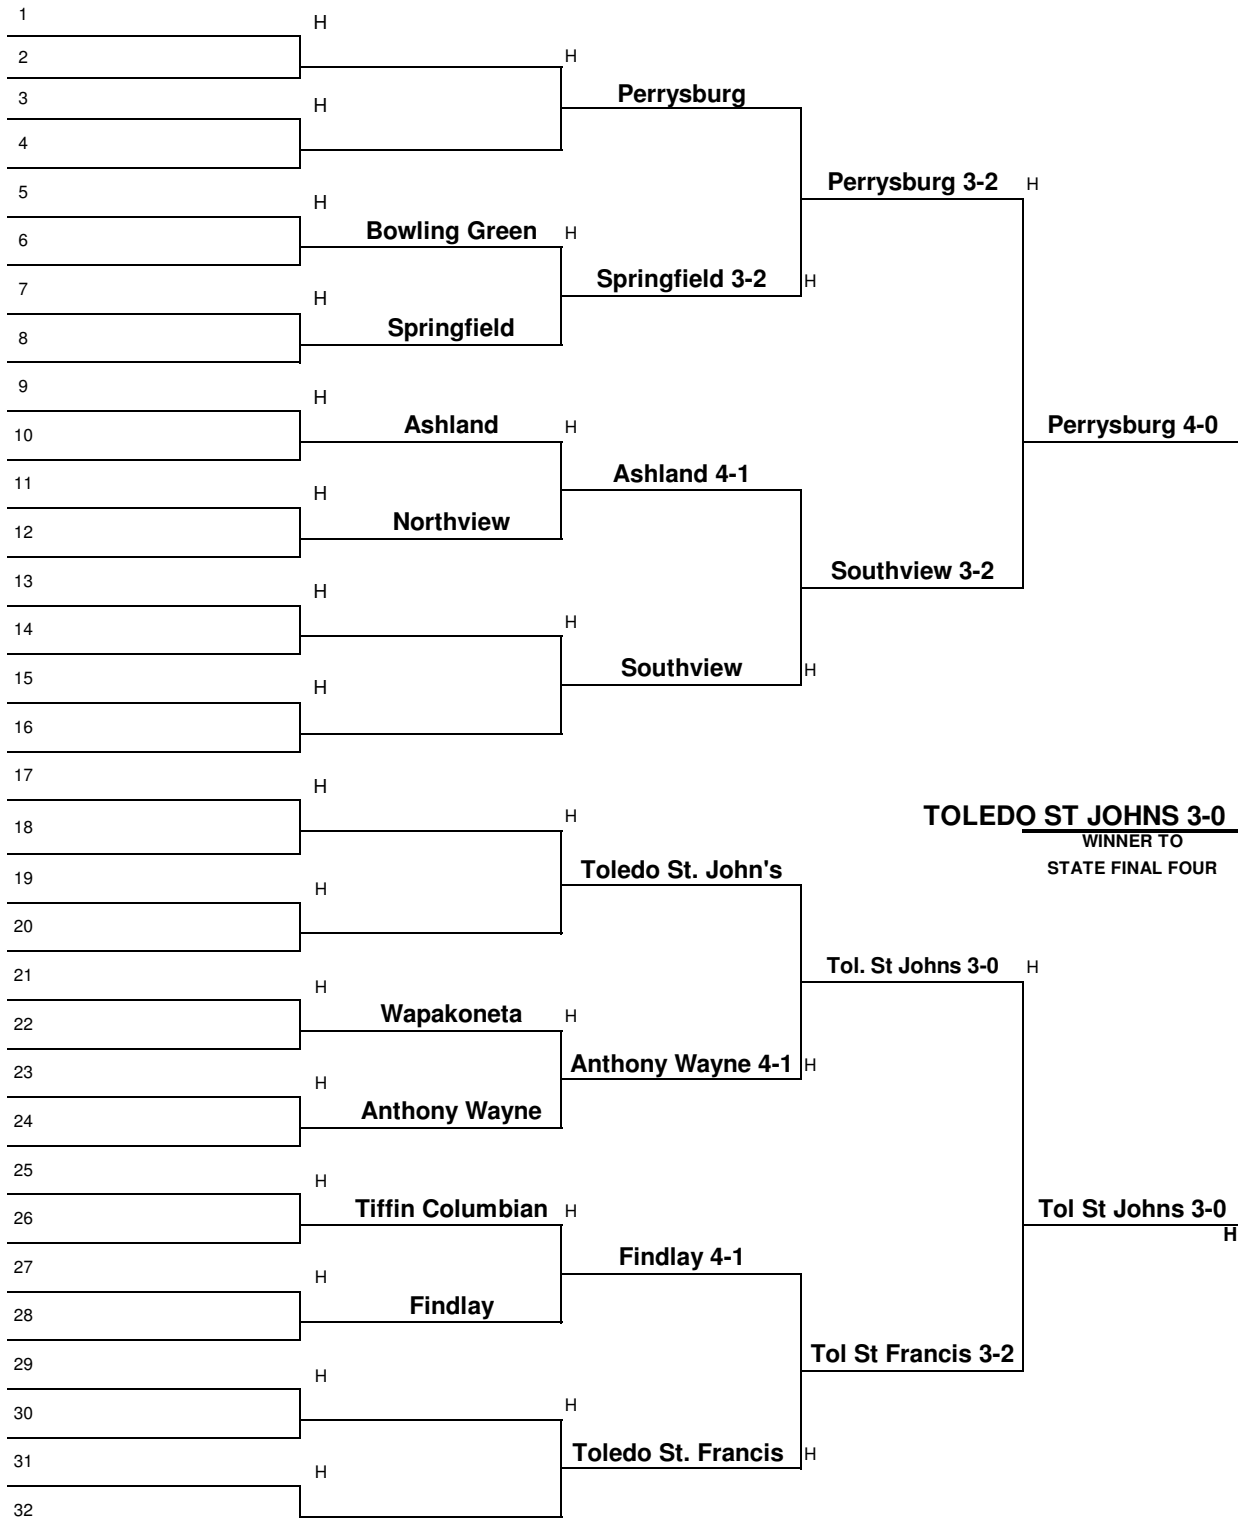 1
H
2
H
3
Perrysburg
H
4
Perrysburg 3-2 H
5
H
Bowling Green H
6
Springfield 3-2 H
7
H
Springfield
8
9
H
Ashland H
Perrysburg 4-0
10
Ashland 4-1
11
H
Northview
12
Southview 3-2
13
H
14
H
Southview H
15
H
16
17
H
TOLEDO ST JOHNS 3-0
H
18
WINNER TO
STATE FINAL FOUR
Toledo St. John's
19
H
20
Tol. St Johns 3-0 H
21
H
Wapakoneta H
22
Anthony Wayne 4-1 H
23
H
Anthony Wayne
24
25
H
Tiffin Columbian H
Tol St Johns 3-0
26
H
Findlay 4-1
27
H
Findlay
28
Tol St Francis 3-2
29
H
H
30
Toledo St. Francis H
31
H
32